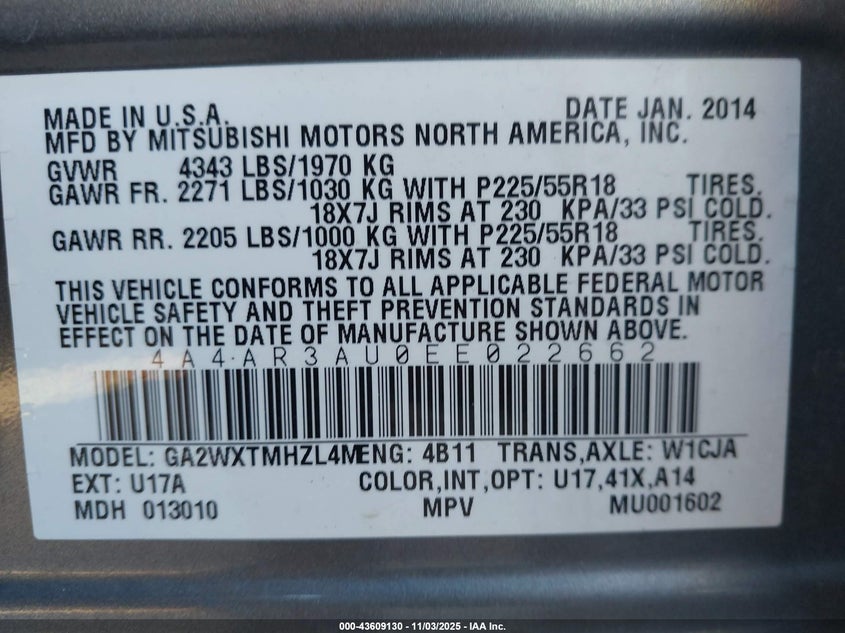 MADE IN U.S.A. DATE JAN. 2014
MFD BY MITSUBISHI MOTORS NORTH AMERICA, INC.
GVWR 4343 LBS/1970 KG
GAWR FR. 2271 LBS/1030 KG WITH P225/55R18 TIRES.
18X7J RIMS AT 230 KPA/33 PSI COLD.
GAWR RR. 2205 LBS/1000 KG WITH P225/55R18 TIRES.
18X7J RIMS AT 230 KPA/33 PSI COLD.
THIS VEHICLE CONFORMS TO ALL APPLICABLE FEDERAL MOTOR
VEHICLE SAFETY AND THEFT PREVENTION STANDARDS IN
EFFECT ON THE DATE OF MANUFACTURE SHOWN ABOVE.
4A4AR3AU0EE022662
MODEL: GA2WXTMHZL4M ENG: 4B11 TRANS,AXLE: W1CJA
EXT: U17A COLOR,INT,OPT: U17,41X,A14
MDH 013010 MPV MU001602
000-43609130 - 11/03/2025 - IAA Inc.